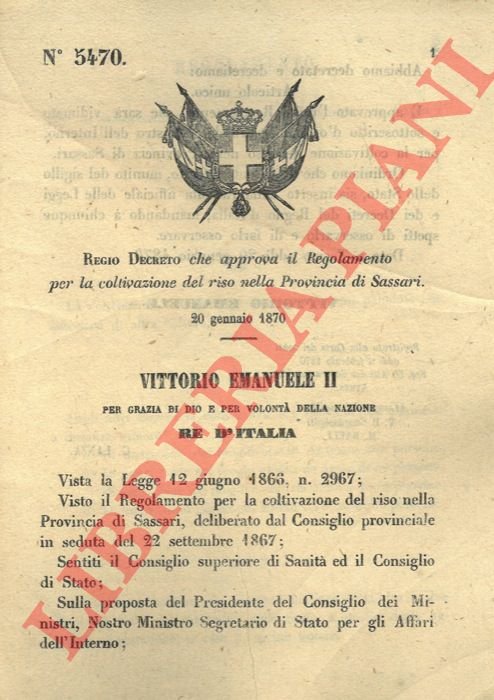 N° 5470.
1
REGIO DECRETO che approva il Regolamento
per la coltivazione del riso nella Provincia di Sassari.
20 gennaio 1870
VITTORIO EMANUELE II
PER GRAZIA DI DIO E PER VOLONTÀ DELLA NAZIONE
RE D'ITALIA
Vista la Legge 12 giugno 1866, n. 2967;
Visto il Regolamento per la coltivazione del riso nella
Provincia di Sassari, deliberato dal Consiglio provinciale
in seduta del 22 settembre 1867;
Sentiti il Consiglio superiore di Sanità ed il Consiglio
di Stato;
Sulla proposta del Presidente del Consiglio dei Mi-
nistri, Nostro Ministro Segretario di Stato per gli Affari
dell'Interno;
LIBRERIA PIANI